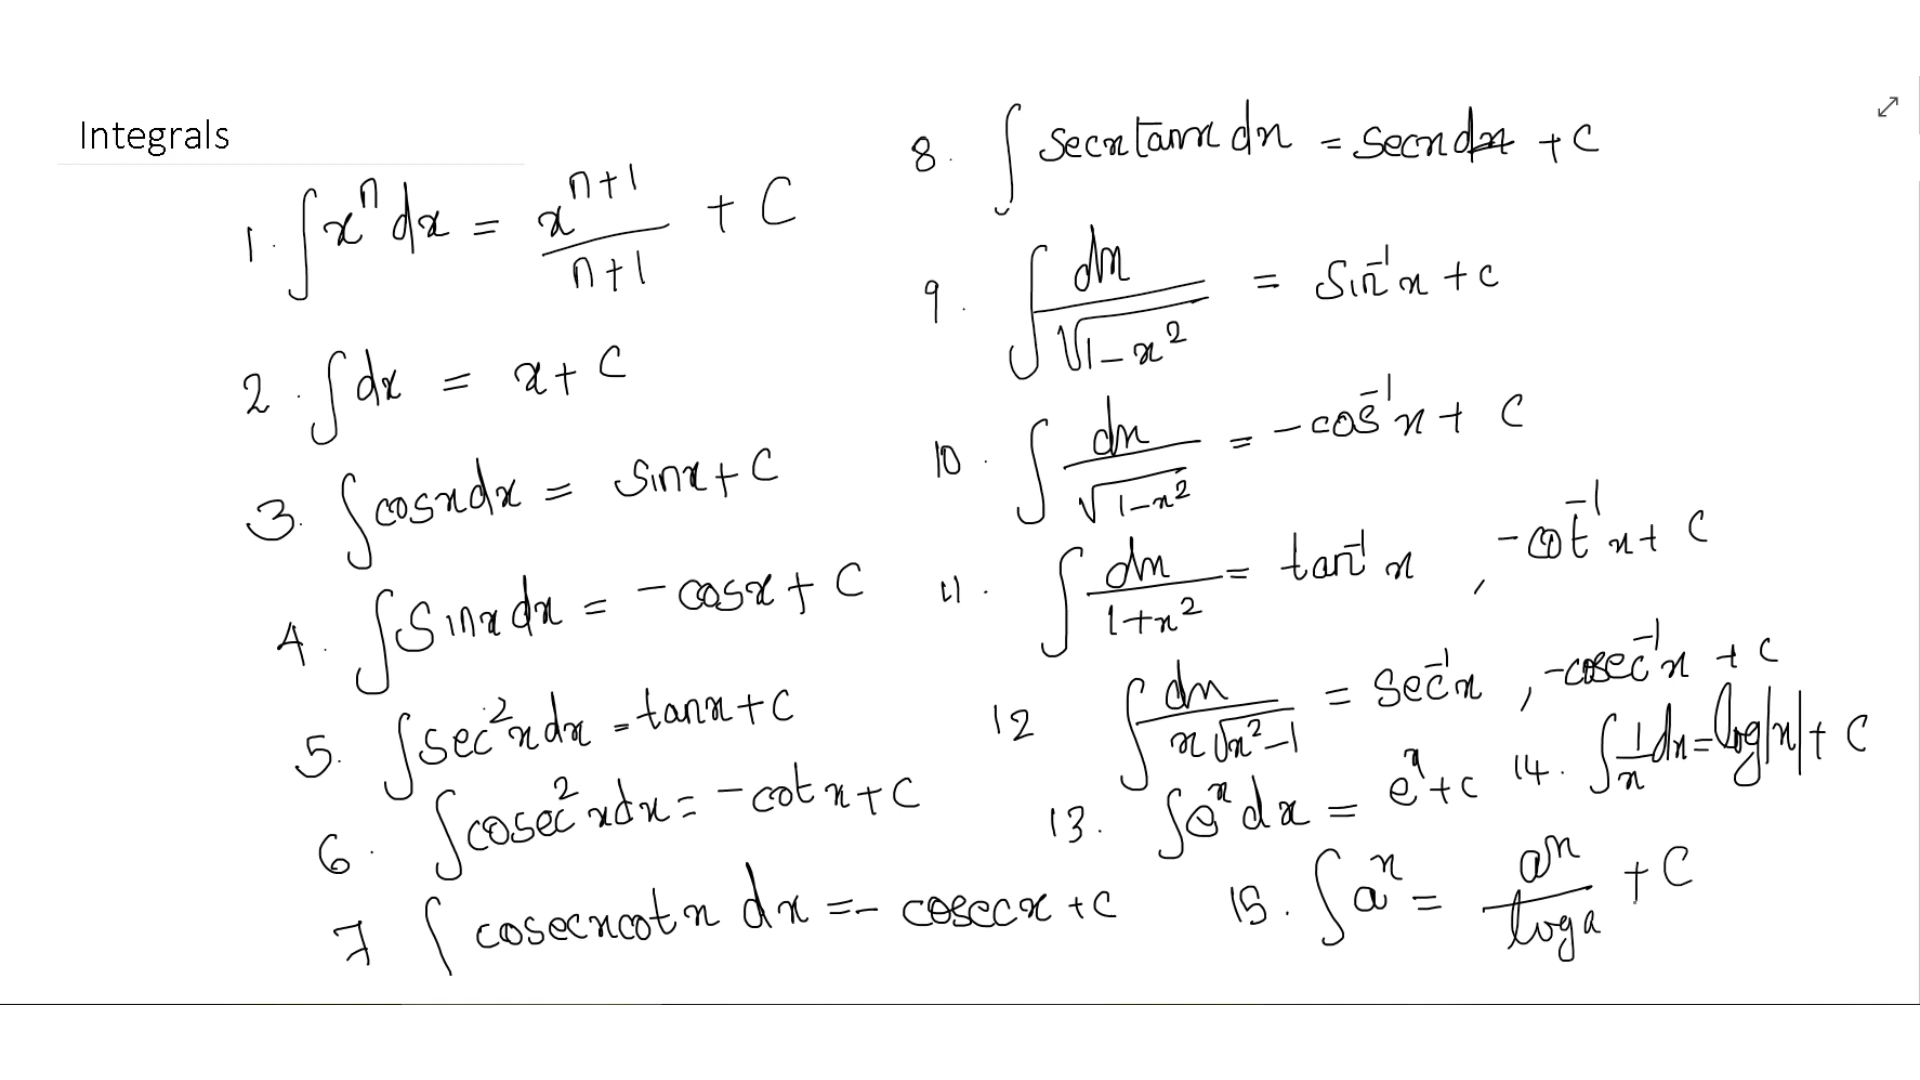 Integrals
1. ∫xⁿ dx = xⁿ⁺¹/(n+1) + C
2. ∫dx = x + C
3. ∫cosx dx = sinx + C
4. ∫sinx dx = -cosx + C
5. ∫sec²x dx = tanx + C
6. ∫cosec²x dx = -cotx + C
7 ∫cosecx cotx dx = -cosecx + C
8. ∫secx tanx dx = secx + C
9. ∫dx/√(1-x²) = sin⁻¹x + C
10. ∫dx/√(1-x²) = -cos⁻¹x + C
11. ∫dx/(1+x²) = tan⁻¹x , -cot⁻¹x + C
12 ∫dx/(x√(x²-1)) = sec⁻¹x , -cosec⁻¹x + C
13. ∫eˣ dx = eˣ + C
14. ∫1/x dx = log|x| + C
15. ∫aˣ = aˣ/loga + C